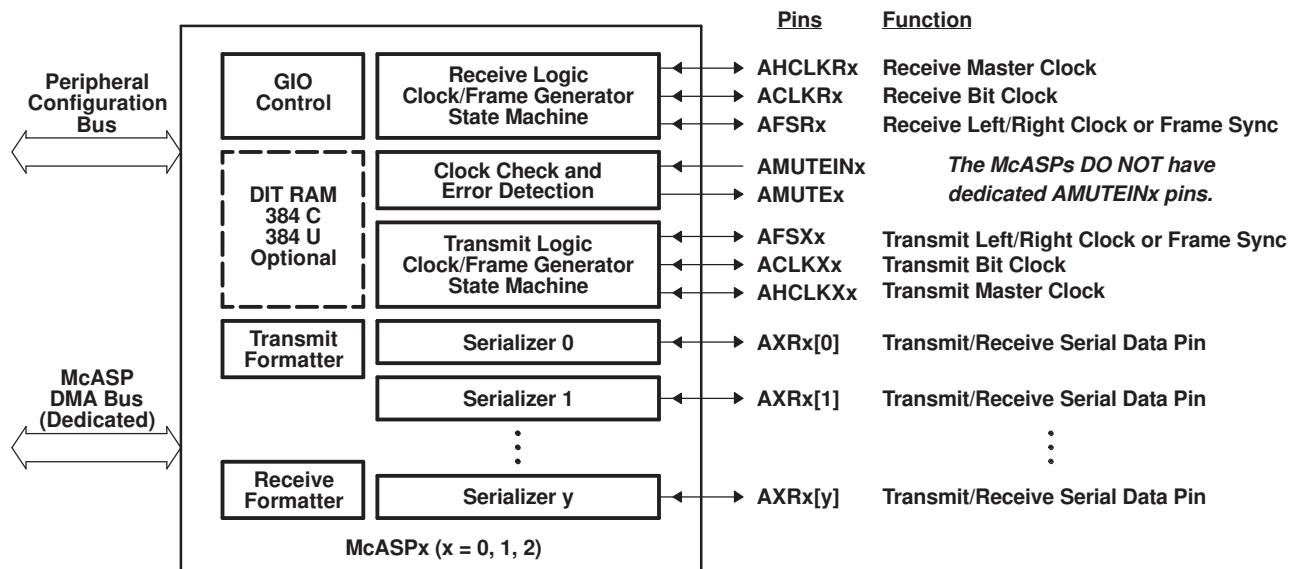 Pins Function
Peripheral
Configuration
Bus
GIO
Control
Receive Logic
Clock/Frame Generator
State Machine
AHCLKRx Receive Master Clock
ACLKRx Receive Bit Clock
AFSRx Receive Left/Right Clock or Frame Sync
DIT RAM
384 C
384 U
Optional
Clock Check and
Error Detection
AMUTEINx
AMUTEx
The McASPs DO NOT have
dedicated AMUTEINx pins.
Transmit Logic
Clock/Frame Generator
State Machine
AFSXx Transmit Left/Right Clock or Frame Sync
ACLKXx Transmit Bit Clock
AHCLKXx Transmit Master Clock
Transmit
Formatter
Serializer 0
AXRx[0] Transmit/Receive Serial Data Pin
McASP
DMA Bus
(Dedicated)
Serializer 1
AXRx[1] Transmit/Receive Serial Data Pin
Receive
Formatter
Serializer y
AXRx[y] Transmit/Receive Serial Data Pin
McASPx (x = 0, 1, 2)